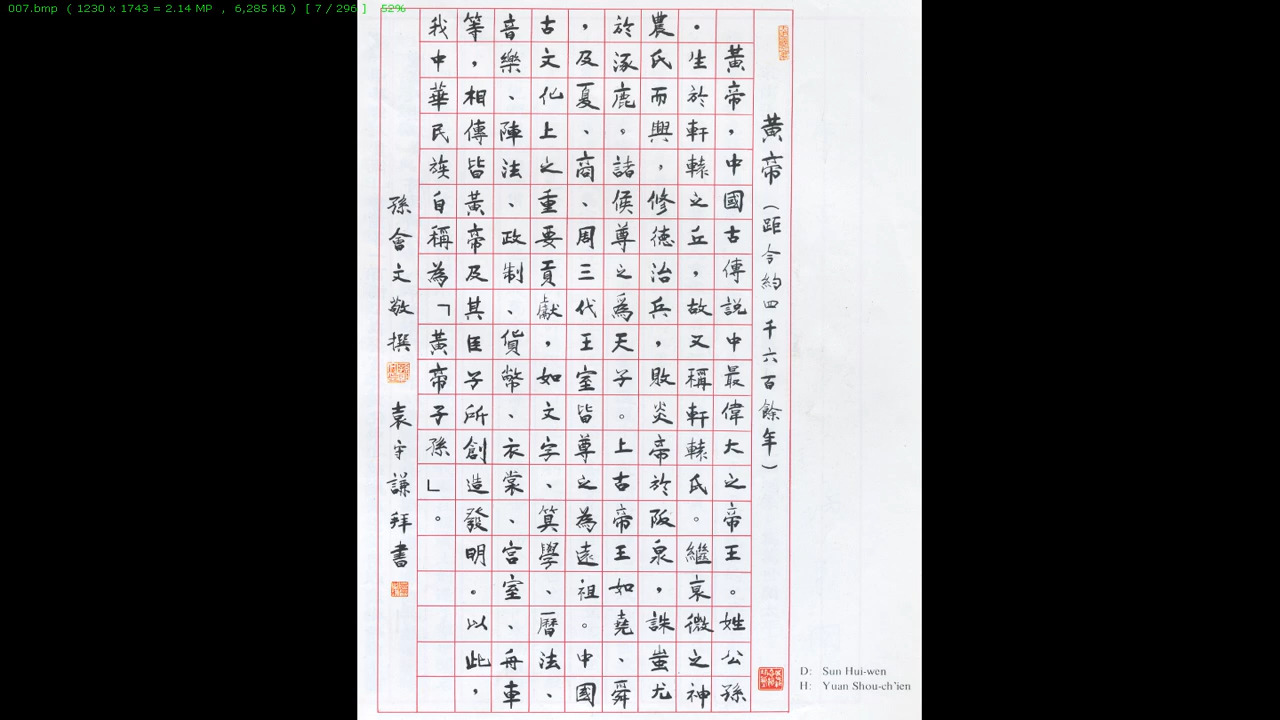 007.bmp ( 1230 x 1743 = 2.14 MP , 6,285 KB ) [ 7 / 296 ] 52%
黃帝(距今約四千六百餘年)
黃帝,中國古傳說中最偉大之帝王。姓公孫
。生於軒轅之丘,故又稱軒轅氏。繼衰微之神
農氏而興,修德治兵,敗炎帝於阪泉,誅蚩尤
於涿鹿。諸侯尊之爲天子。上古帝王如堯、舜
,及夏、商、周三代王室皆尊之為遠祖。中國
古文化上之重要貢獻,如文字、算學、曆法、
音樂、陣法、政制、貨幣、衣裳、宮室、舟車
等,相傳皆黃帝及其臣子所創造發明。以此,
我中華民族自稱為「黃帝子孫」。
孫會文敬撰 袁守謙拜書
D: Sun Hui-wen
H: Yuan Shou-ch'ien